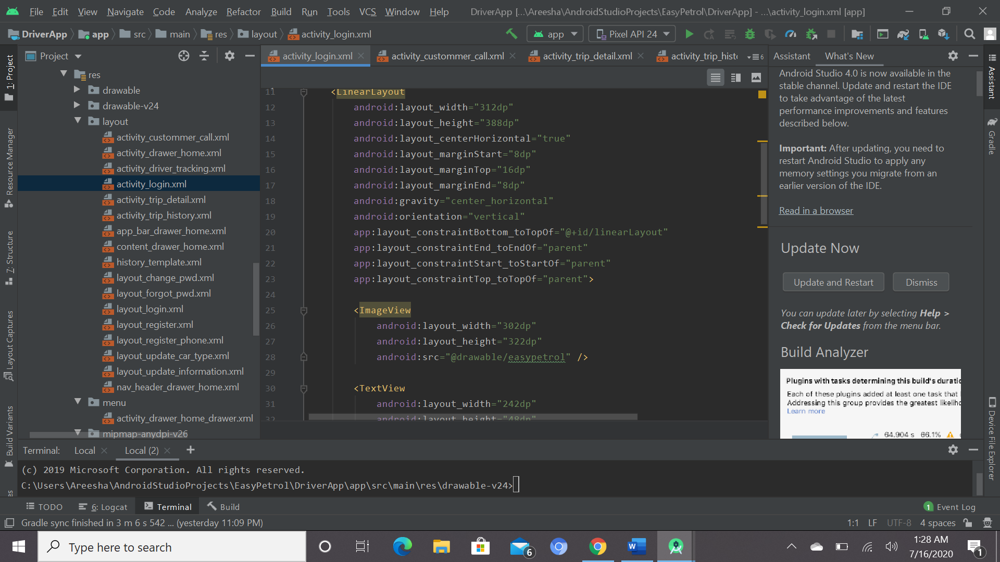 File Edit View Navigate Code Analyze Refactor Build Run Tools VCS Window Help DriverApp [...\Areesha\AndroidStudioProjects\EasyPetrol\DriverApp] - ...\activity_login.xml [app]
DriverApp app src main res layout activity_login.xml app Pixel API 24
Project
activity_login.xml activity_custommer_call.xml activity_trip_detail.xml activity_trip_hist 6
Assistant What's New
1: Project
Resource Manager
7: Structure
Layout Captures
Build Variants
res
drawable
drawable-v24
layout
activity_custommer_call.xml
activity_drawer_home.xml
activity_driver_tracking.xml
activity_login.xml
activity_trip_detail.xml
activity_trip_history.xml
app_bar_drawer_home.xml
content_drawer_home.xml
history_template.xml
layout_change_pwd.xml
layout_forgot_pwd.xml
layout_login.xml
layout_register.xml
layout_register_phone.xml
layout_update_car_type.xml
layout_update_information.xml
nav_header_drawer_home.xml
menu
activity_drawer_home_drawer.xml
mipmap-anydpi-v26
11 <LinearLayout
12 android:layout_width="312dp"
13 android:layout_height="388dp"
14 android:layout_centerHorizontal="true"
15 android:layout_marginStart="8dp"
16 android:layout_marginTop="16dp"
17 android:layout_marginEnd="8dp"
18 android:gravity="center_horizontal"
19 android:orientation="vertical"
20 app:layout_constraintBottom_toTopOf="@+id/linearLayout"
21 app:layout_constraintEnd_toEndOf="parent"
22 app:layout_constraintStart_toStartOf="parent"
23 app:layout_constraintTop_toTopOf="parent">
24
25 <ImageView
26 android:layout_width="302dp"
27 android:layout_height="322dp"
28 android:src="@drawable/easypetrol" />
29
30 <TextView
31 android:layout_width="242dp"
32 android:layout_height="48dp"
Android Studio 4.0 is now available in the
stable channel. Update and restart the IDE
to take advantage of the latest
performance improvements and features
described below.
Important: After updating, you need to
restart Android Studio to apply any
memory settings you migrate from an
earlier version of the IDE.
Read in a browser
Update Now
Update and Restart Dismiss
You can update later by selecting Help >
Check for Updates from the menu bar.
Build Analyzer
Plugins with tasks determining this build's duratio
Each of these plugins added at least one task that
Addressing this group provides the greatest likeliho
Learn more
64.904 s 66.1%
Assistant
Gradle
Device File Explorer
Terminal: Local Local (2) +
(c) 2019 Microsoft Corporation. All rights reserved.
C:\Users\Areesha\AndroidStudioProjects\EasyPetrol\DriverApp\app\src\main\res\drawable-v24>
TODO 6: Logcat Terminal Build 1 Event Log
Gradle sync finished in 3 m 6 s 542 ... (yesterday 11:09 PM) 1:1 LF UTF-8 4 spaces
Type here to search 6 1:28 AM
7/16/2020 1